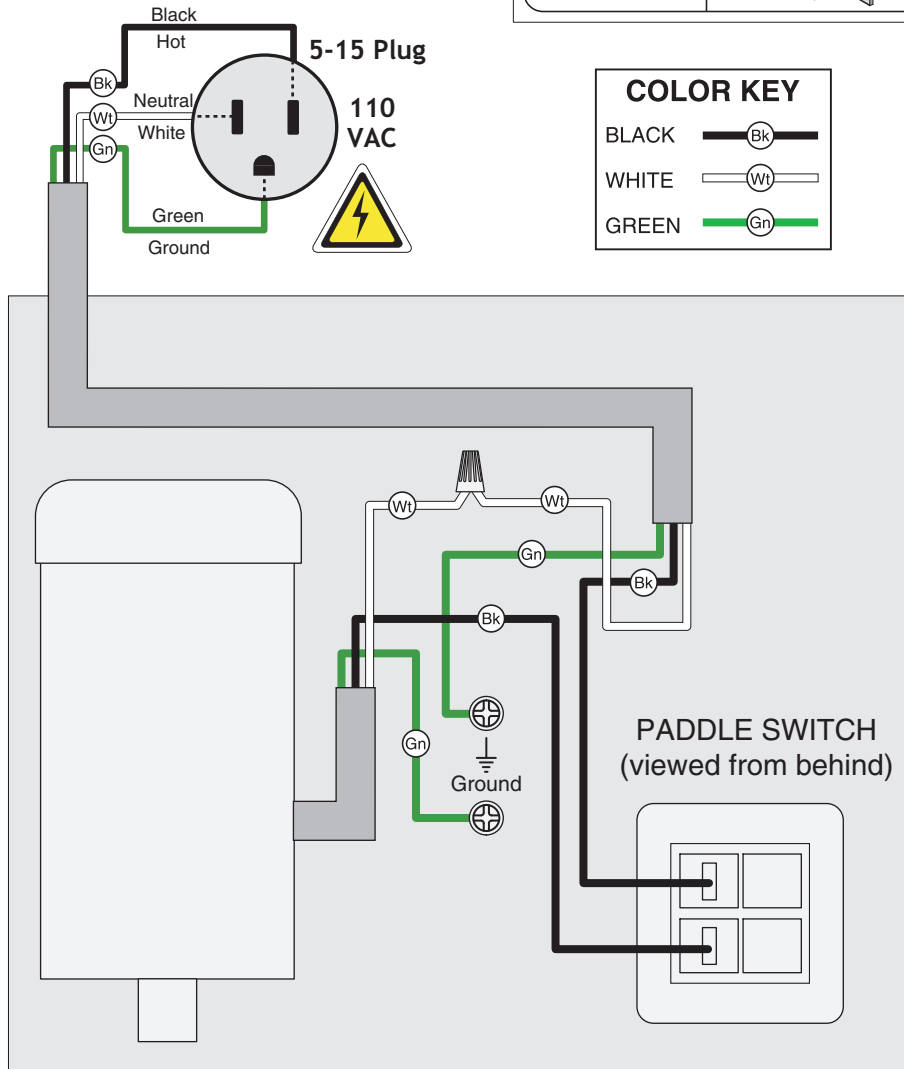 Black
Hot
5-15 Plug
Bk
Neutral
Wt
White
110
VAC
Gn
Green
Ground
COLOR KEY
BLACK Bk
WHITE Wt
GREEN Gn
Wt
Wt
Gn
Bk
Bk
Gn
Ground
PADDLE SWITCH
(viewed from behind)